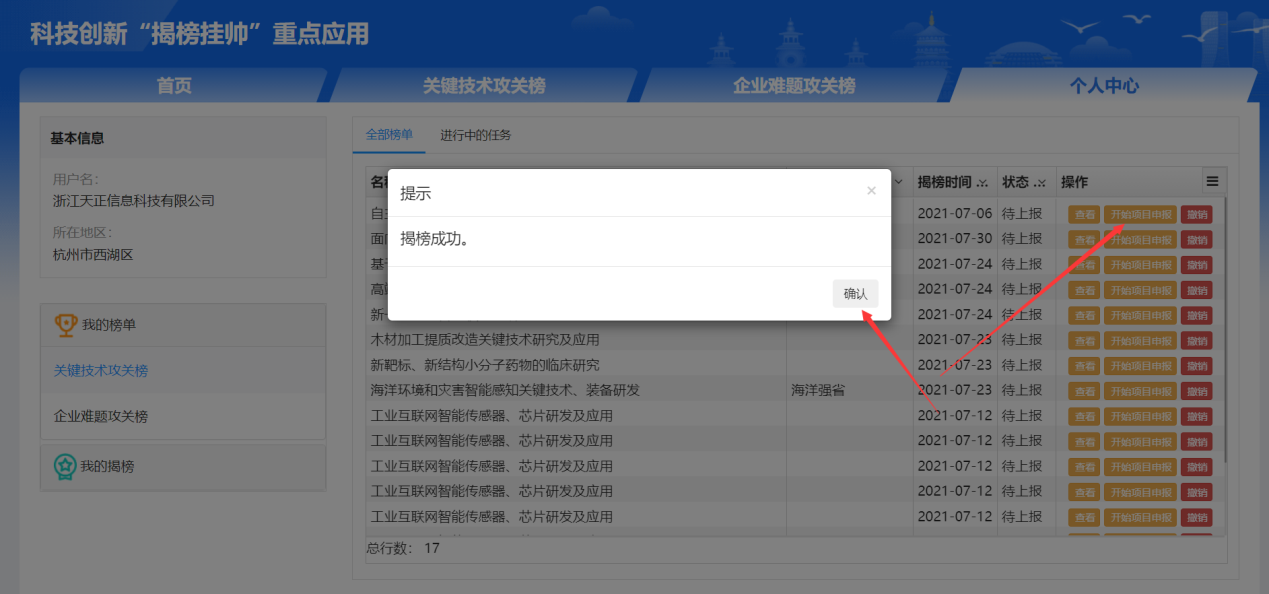 科技创新“揭榜挂帅”重点应用
首页 关键技术攻关榜 企业难题攻关榜 个人中心
基本信息
用户名:
浙江天正信息科技有限公司
所在地区:
杭州市西湖区
我的榜单
关键技术攻关榜
企业难题攻关榜
我的揭榜
全部榜单 进行中的任务
名 揭榜时间 .. 状态 .. 操作
提示 ×
揭榜成功。
确认
自 2021-07-06 待上报 查看 开始项目申报 撤销
面 2021-07-30 待上报 查看 开始项目申报 撤销
基 2021-07-24 待上报 查看 开始项目申报 撤销
高 2021-07-24 待上报 查看 开始项目申报 撤销
新 2021-07-24 待上报 查看 开始项目申报 撤销
木材加工提质改造关键技术研究及应用 2021-07-23 待上报 查看 开始项目申报 撤销
新靶标、新结构小分子药物的临床研究 2021-07-23 待上报 查看 开始项目申报 撤销
海洋环境和灾害智能感知关键技术、装备研发 海洋强省 2021-07-23 待上报 查看 开始项目申报 撤销
工业互联网智能传感器、芯片研发及应用 2021-07-12 待上报 查看 开始项目申报 撤销
工业互联网智能传感器、芯片研发及应用 2021-07-12 待上报 查看 开始项目申报 撤销
工业互联网智能传感器、芯片研发及应用 2021-07-12 待上报 查看 开始项目申报 撤销
工业互联网智能传感器、芯片研发及应用 2021-07-12 待上报 查看 开始项目申报 撤销
工业互联网智能传感器、芯片研发及应用 2021-07-12 待上报 查看 开始项目申报 撤销
总行数： 17